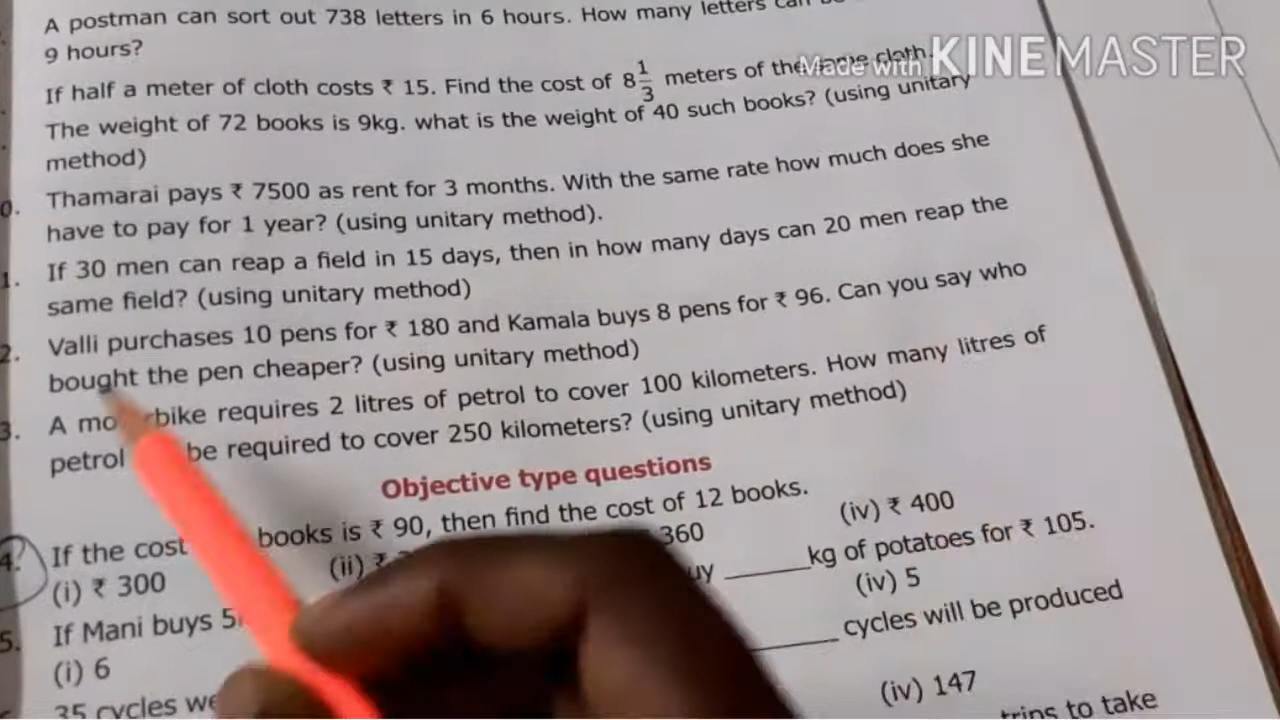 A postman can sort out 738 letters in 6 hours. How many letters can
9 hours?
Made with KINEMASTER
If half a meter of cloth costs ₹ 15. Find the cost of 8 1/3 meters of the same cloth.
The weight of 72 books is 9kg. what is the weight of 40 such books? (using unitary
method)
0. Thamarai pays ₹ 7500 as rent for 3 months. With the same rate how much does she
have to pay for 1 year? (using unitary method).
1. If 30 men can reap a field in 15 days, then in how many days can 20 men reap the
same field? (using unitary method)
2. Valli purchases 10 pens for ₹ 180 and Kamala buys 8 pens for ₹ 96. Can you say who
bought the pen cheaper? (using unitary method)
3. A mo bike requires 2 litres of petrol to cover 100 kilometers. How many litres of
petrol be required to cover 250 kilometers? (using unitary method)
Objective type questions
4. If the cost books is ₹ 90, then find the cost of 12 books.
(i) ₹ 300 (ii) ₹ 360 (iv) ₹ 400
5. If Mani buys 5 kg of potatoes for ₹ 105.
(i) 6 (iv) 5
35 cycles we cycles will be produced
(iv) 147
trips to take